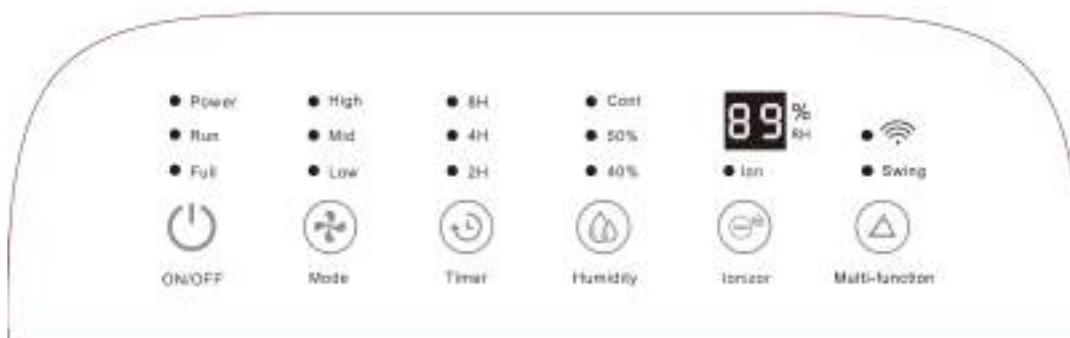 Power High 8H Cont 89 % RH
Run Mid 4H 50%
Full Low 2H 40% Ion Swing
ON/OFF Mode Timer Humidity Ionizor Multi-function